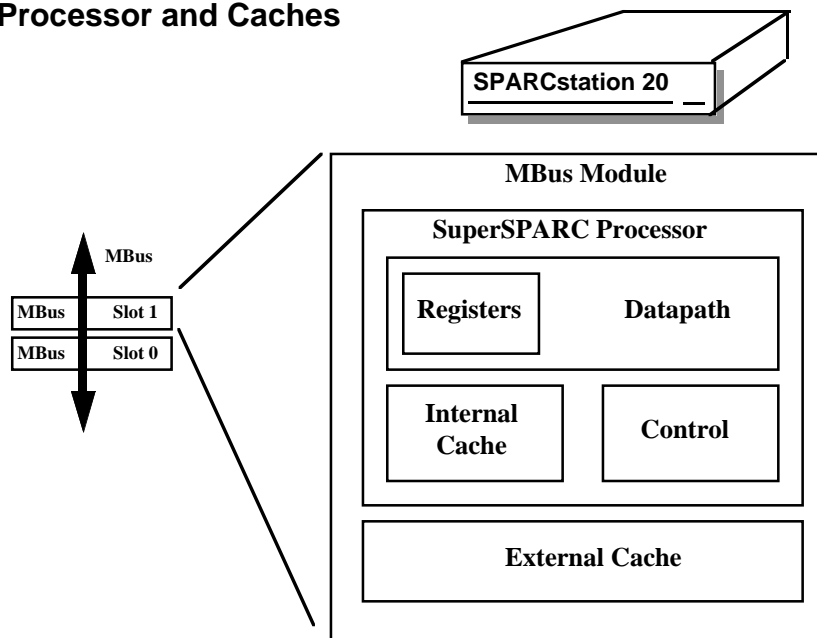 Processor and Caches
SPARCstation 20
MBus Module
SuperSPARC Processor
MBus
Registers
Datapath
MBus Slot 1
MBus Slot 0
Internal
Cache
Control
External Cache